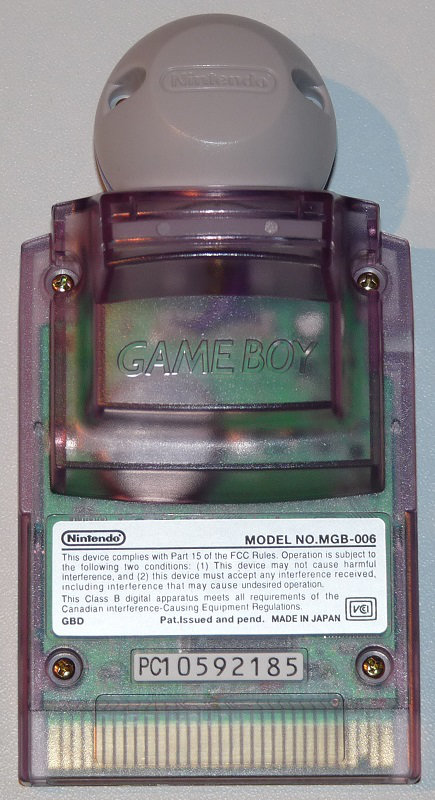 Nintendo
GAME BOY
Nintendo
MODEL NO.MGB-006
This device complies with Part 15 of the FCC Rules. Operation is subject to
the following two conditions: (1) This device may not cause harmful
interference, and (2) this device must accept any interference received,
including interference that may cause undesired operation.
This Class B digital apparatus meets all requirements of the
Canadian interference-Causing Equipment Regulations.
VCI
GBD
Pat.Issued and pend. MADE IN JAPAN
PC10592185